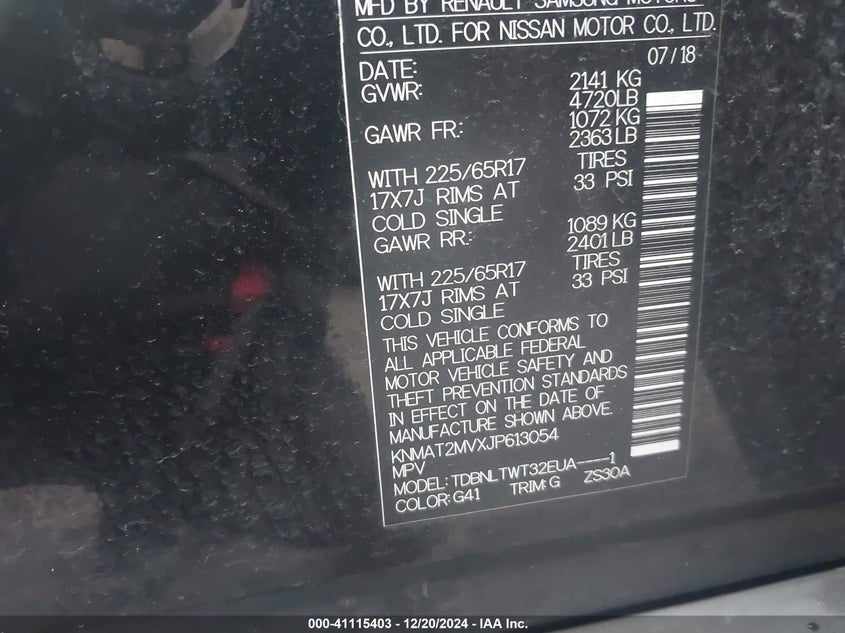 MFD BY RENAULT SAMSUNG MOTORS
CO., LTD. FOR NISSAN MOTOR CO., LTD.
DATE: 07/18
GVWR: 2141 KG
4720LB
GAWR FR: 1072 KG
2363 LB
WITH 225/65R17 TIRES
17X7J RIMS AT 33 PSI
COLD SINGLE
GAWR RR: 1089 KG
2401 LB
WITH 225/65R17 TIRES
17X7J RIMS AT 33 PSI
COLD SINGLE
THIS VEHICLE CONFORMS TO
ALL APPLICABLE FEDERAL
MOTOR VEHICLE SAFETY AND
THEFT PREVENTION STANDARDS
IN EFFECT ON THE DATE OF
MANUFACTURE SHOWN ABOVE.
KNMAT2MVXJP613054
MPV
MODEL: TDBNLTWT32EUA----1
COLOR: G41 TRIM: G ZS30A
000-41115403 - 12/20/2024 - IAA Inc.